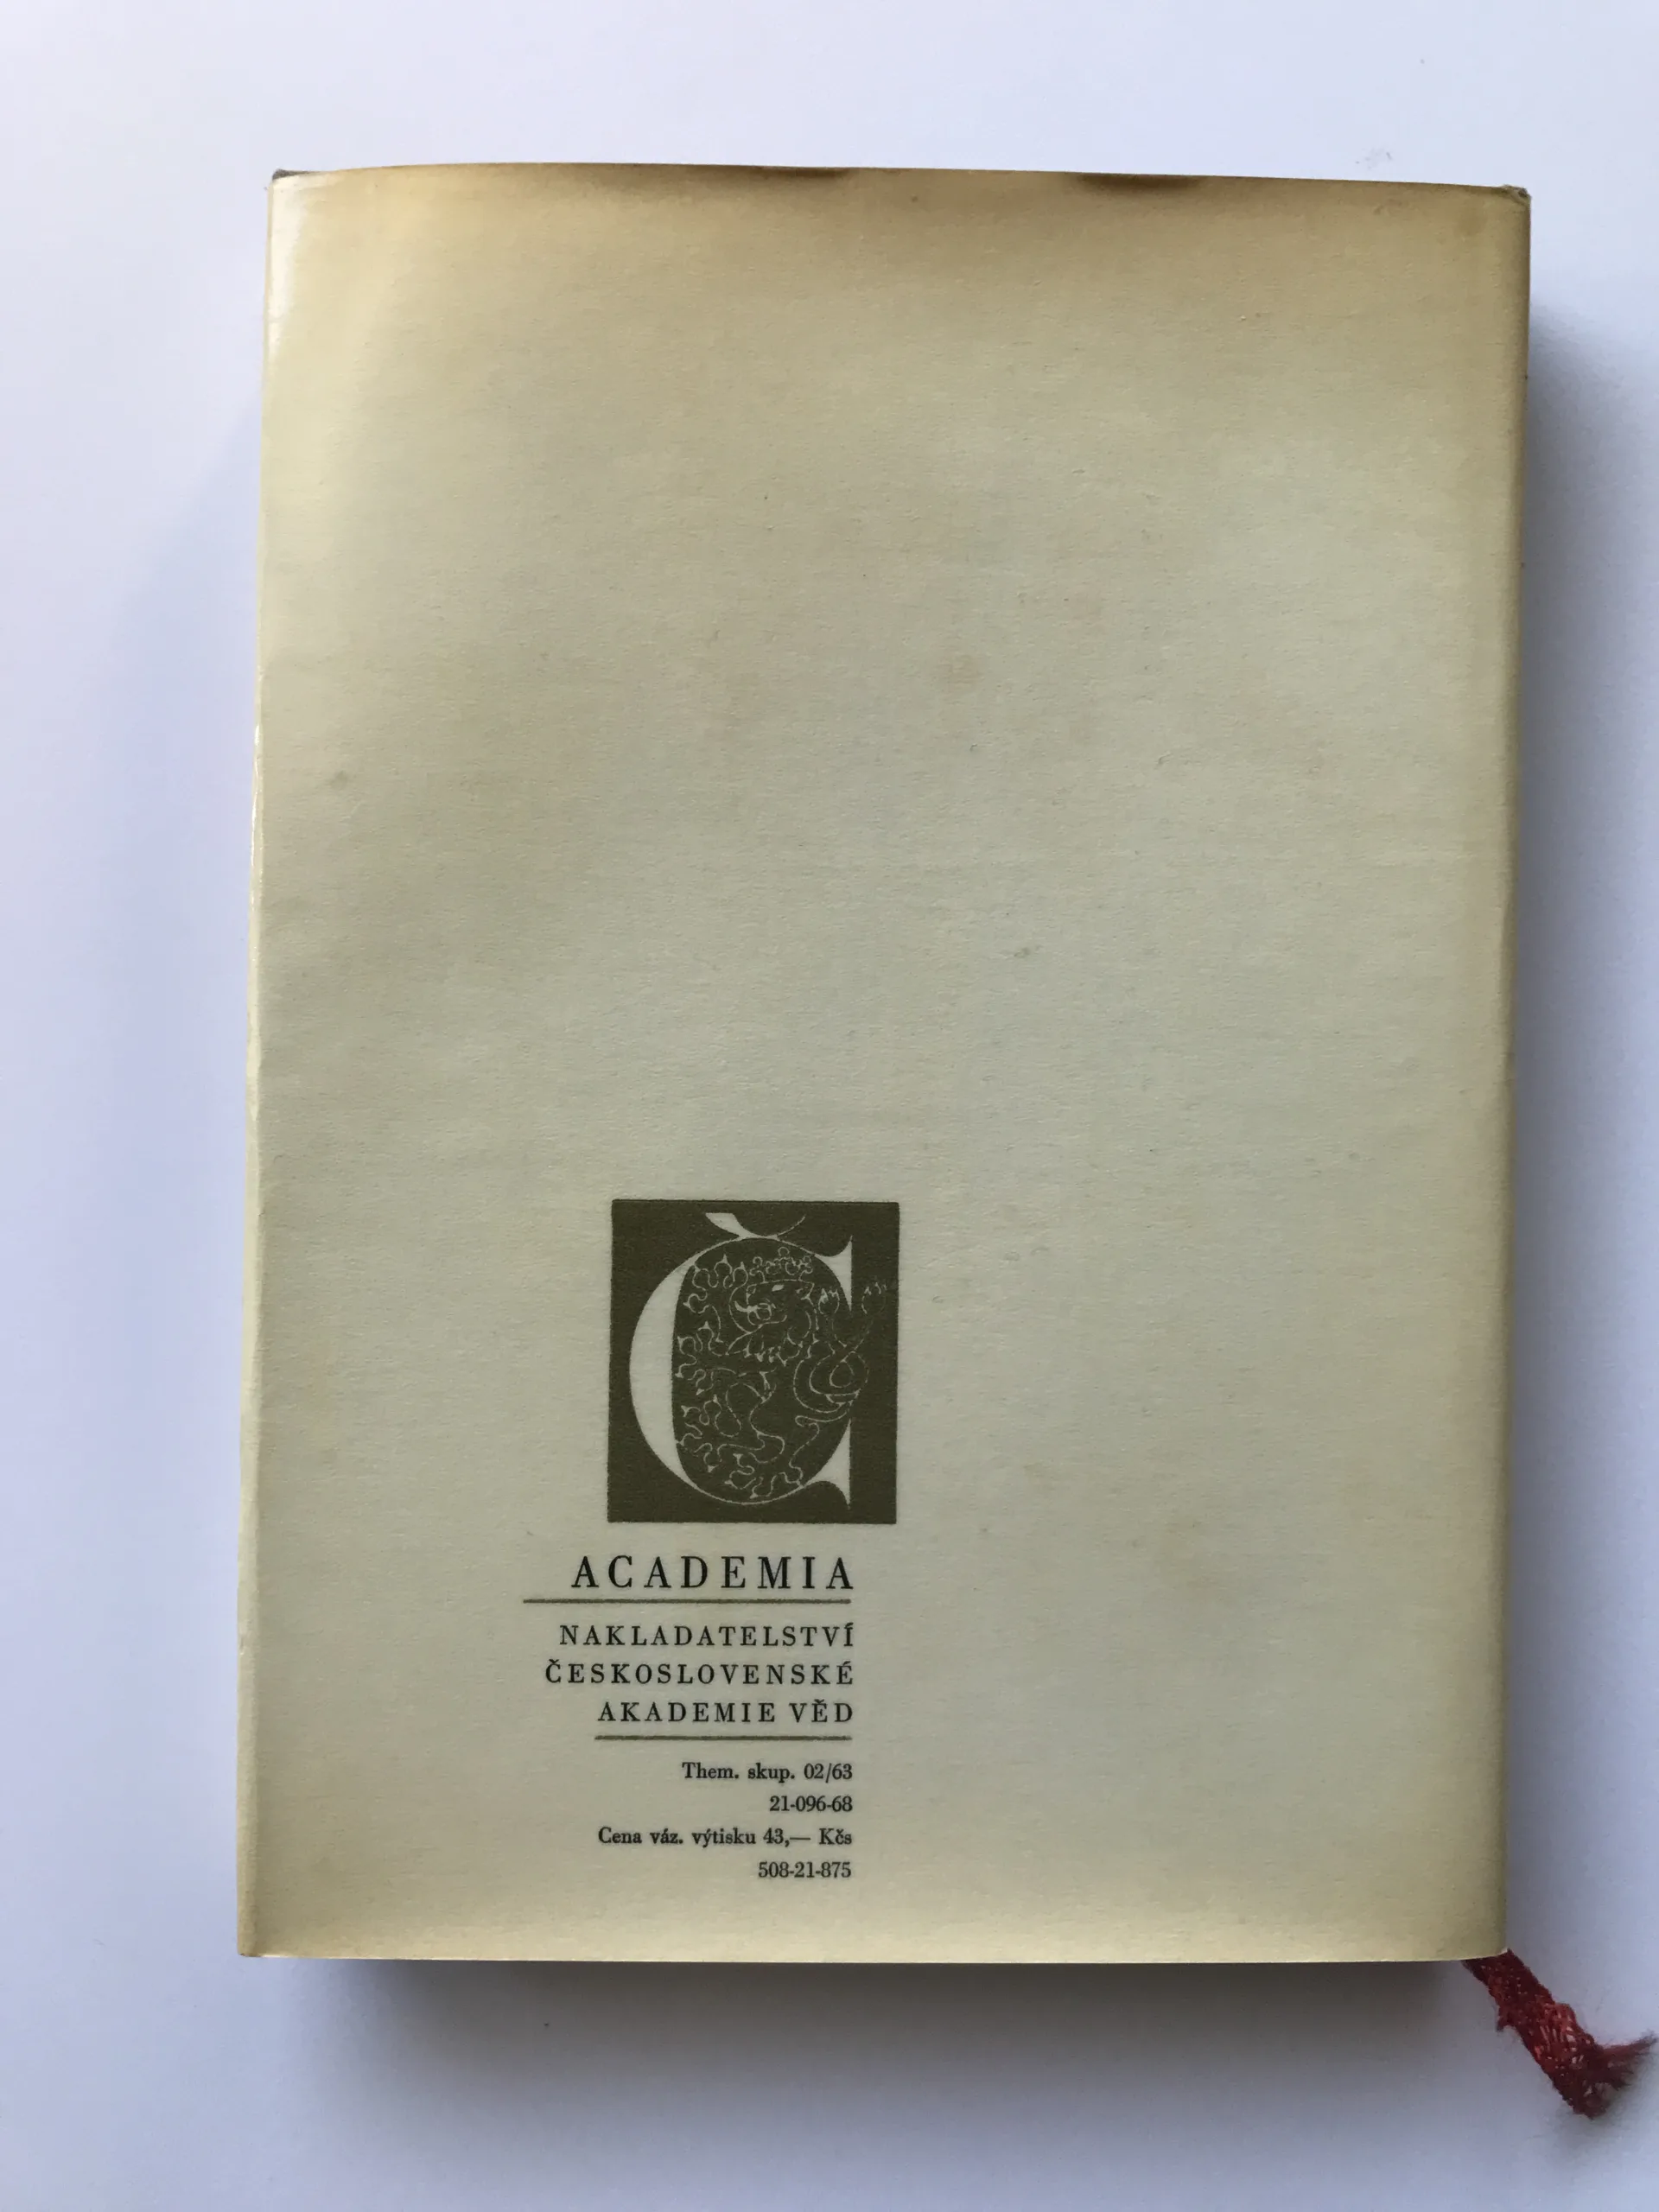 Č
ACADEMIA
NAKLADATELSTVÍ
ČESKOSLOVENSKÉ
AKADEMIE VĚD
Them. skup. 02/63
21-096-68
Cena váz. výtisku 43,— Kčs
508-21-875